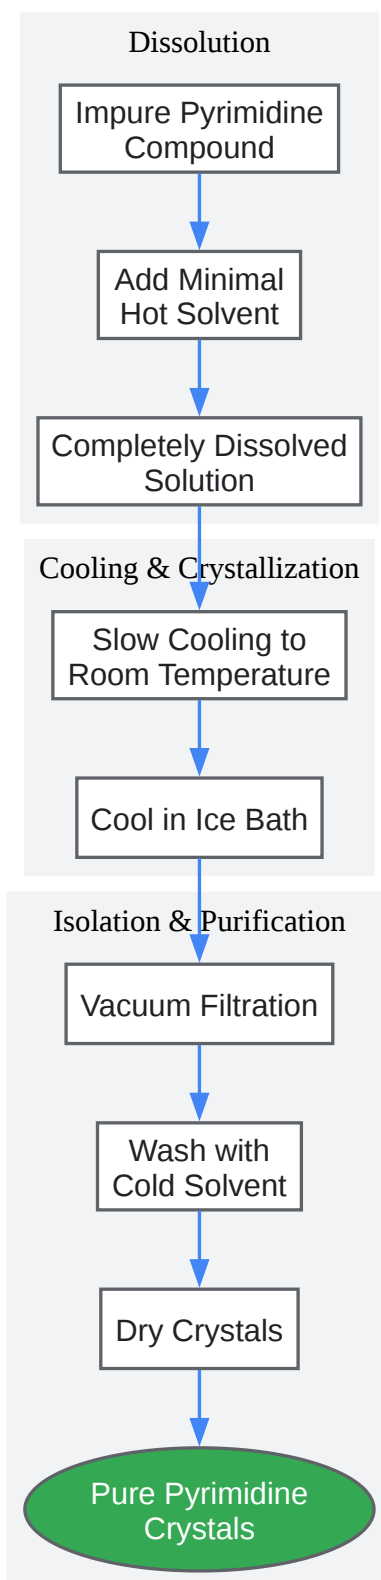 Dissolution
Impure Pyrimidine
Compound
Add Minimal
Hot Solvent
Completely Dissolved
Solution
Cooling & Crystallization
Slow Cooling to
Room Temperature
Cool in Ice Bath
Isolation & Purification
Vacuum Filtration
Wash with
Cold Solvent
Dry Crystals
Pure Pyrimidine
Crystals